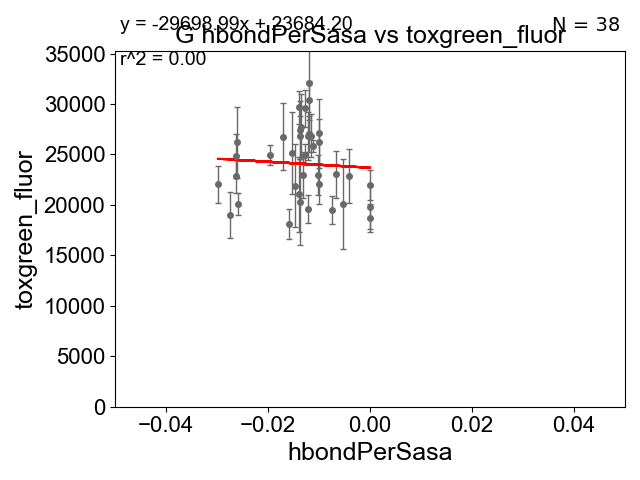 y = -29698.99x + 23684.20
N = 38
G hbondPerSasa vs toxgreen_fluor
r^2 = 0.00
35000
30000
25000
20000
15000
10000
5000
0
toxgreen_fluor
−0.04
−0.02
0.00
0.02
0.04
hbondPerSasa